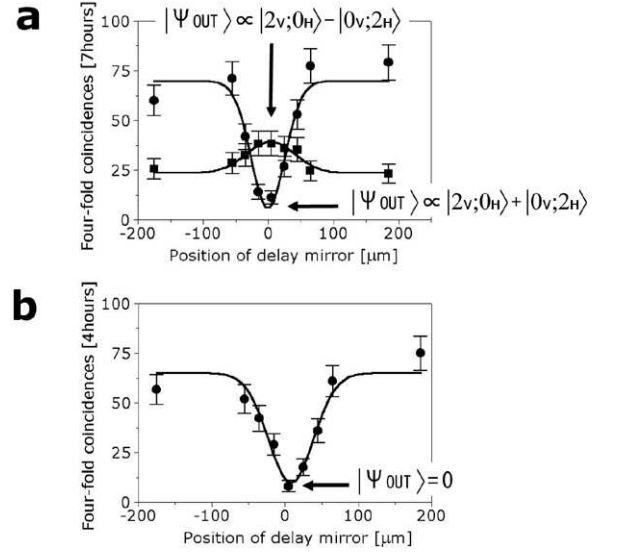 a
|Ψ OUT ⟩ ∝ |2V;0H⟩ − |0V;2H⟩
Four-fold coincidences [7hours]
100
75
50
25
0
-200 -100 0 100 200
Position of delay mirror [μm]
|Ψ OUT ⟩ ∝ |2V;0H⟩ + |0V;2H⟩
b
Four-fold coincidences [4hours]
100
75
50
25
0
-200 -100 0 100 200
Position of delay mirror [μm]
|Ψ OUT ⟩ = 0